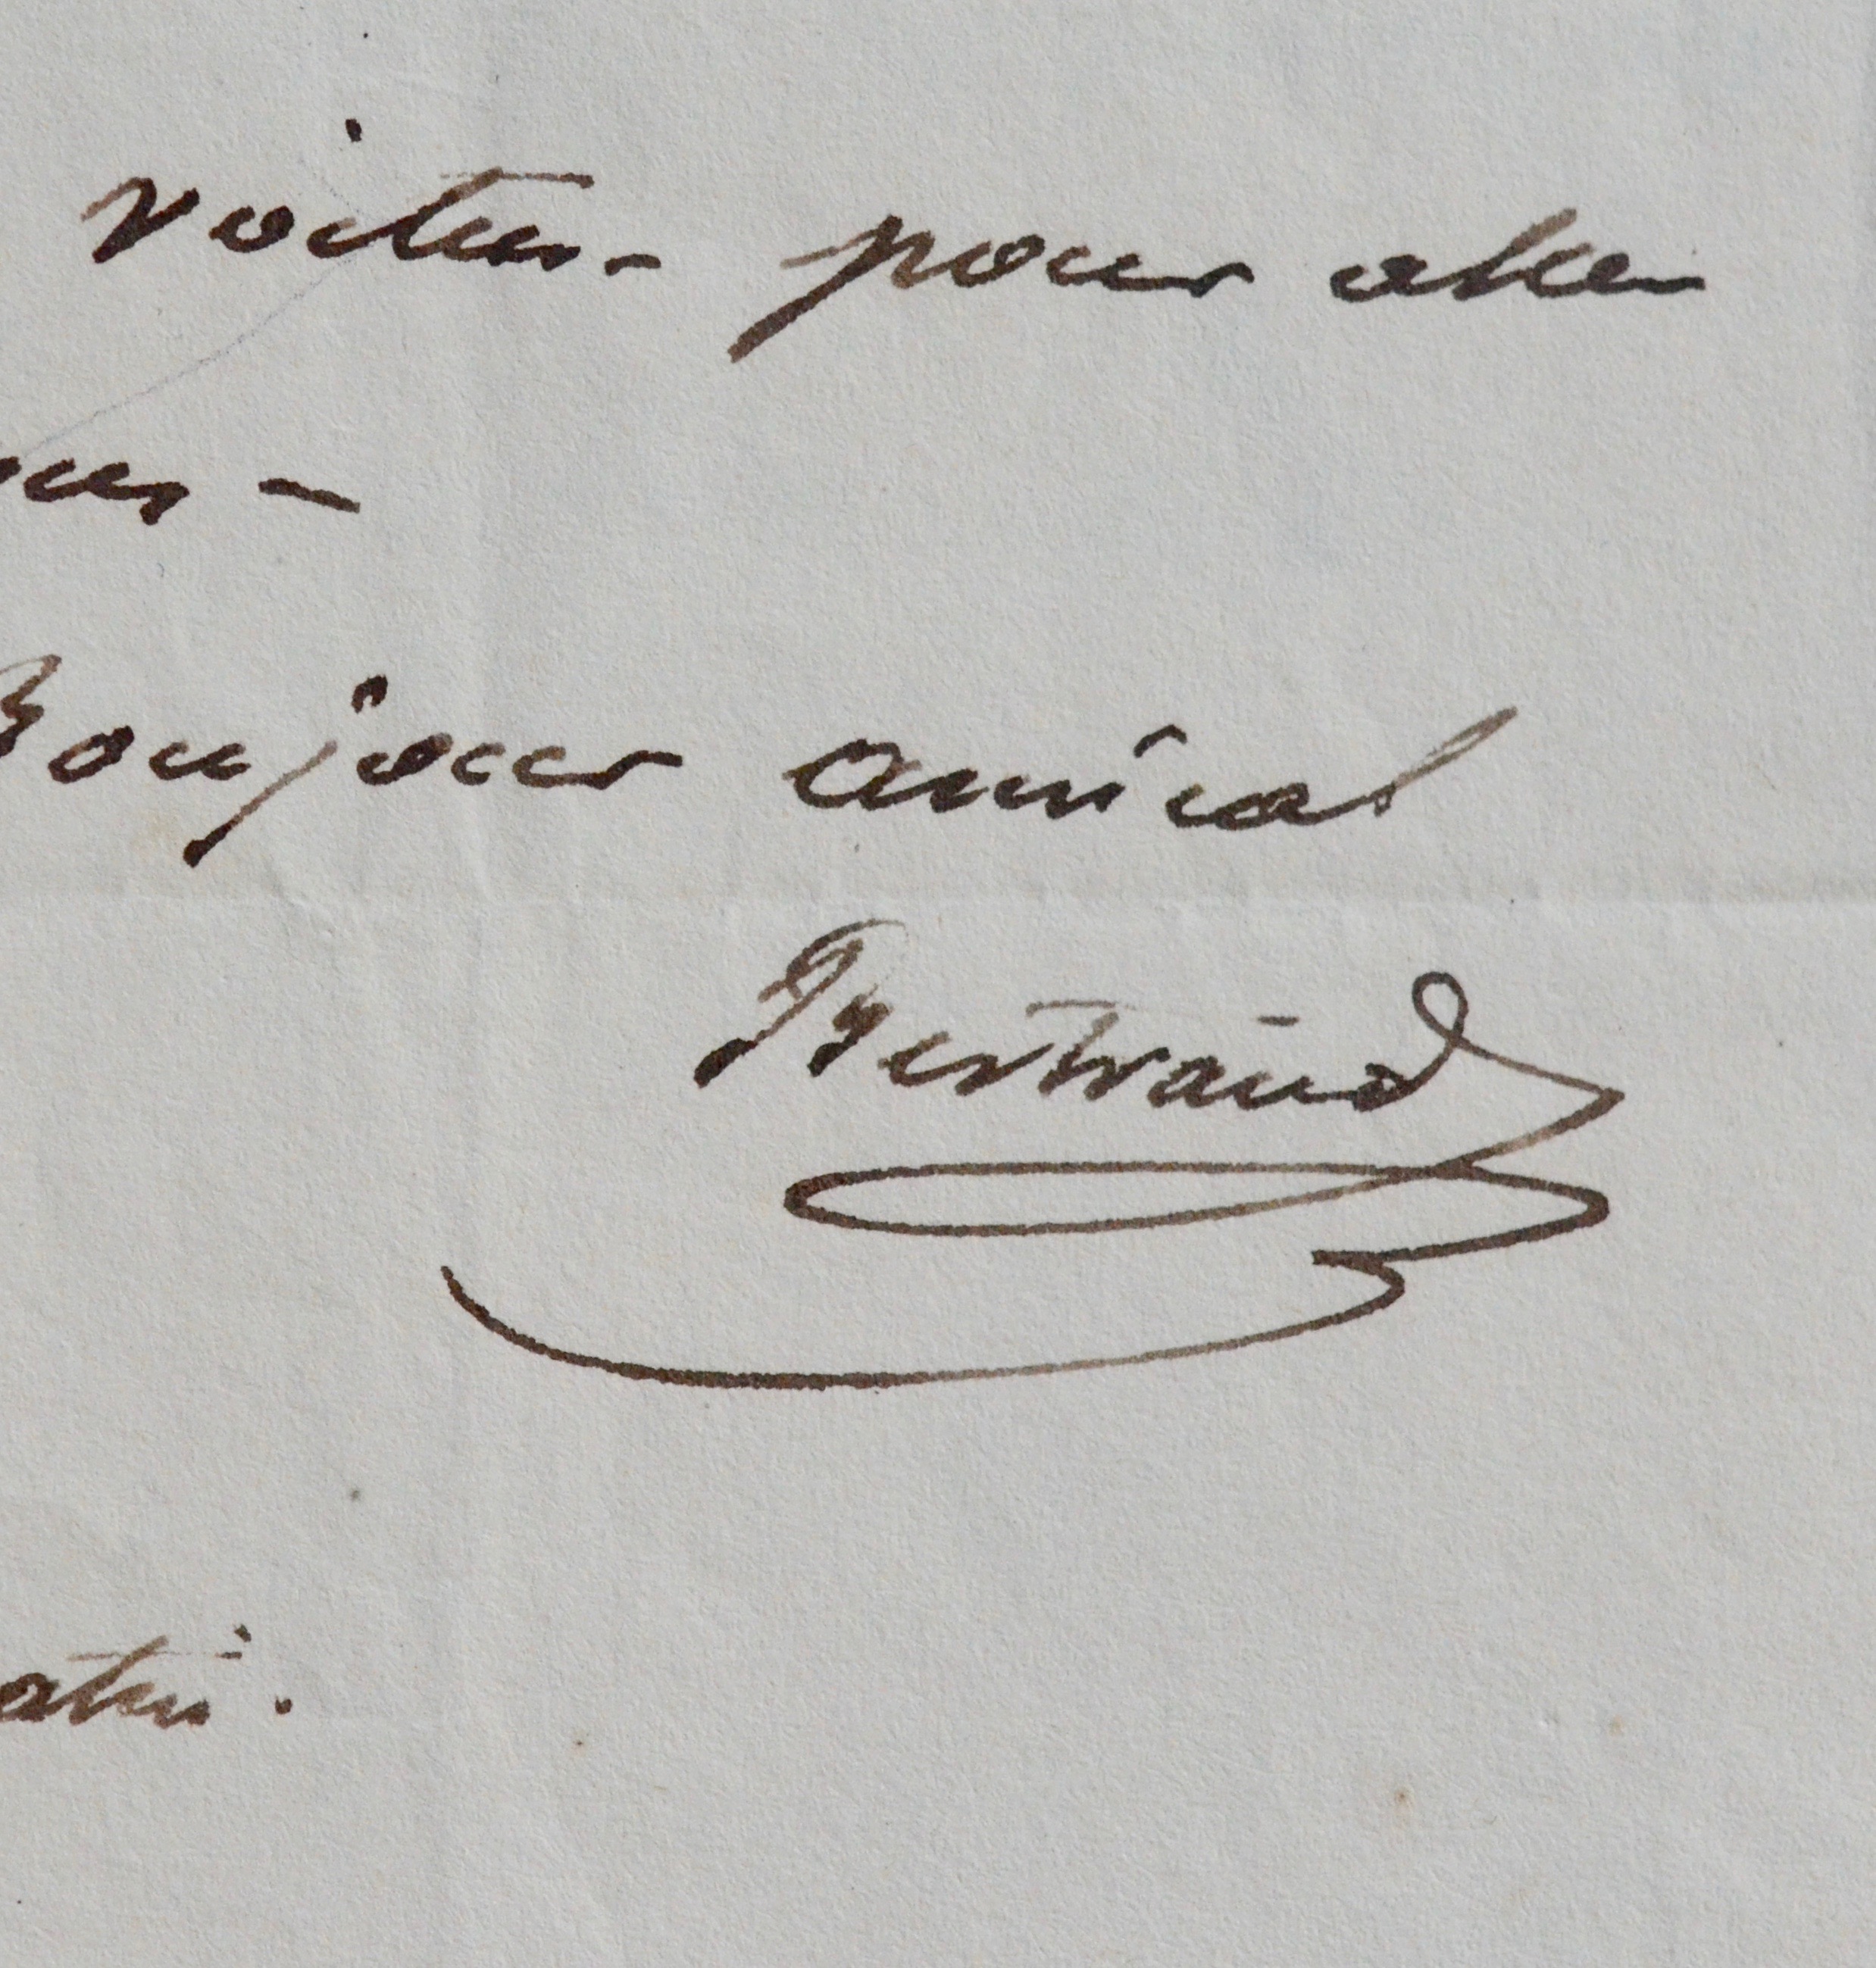 voiture pour aller
Bonjour amical
Bertrand